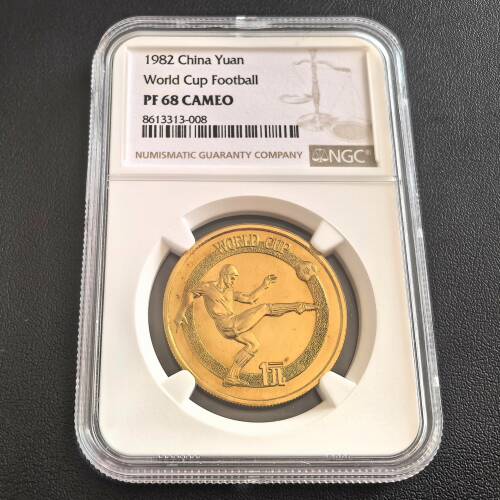 1982 China Yuan
World Cup Football
PF 68 CAMEO
8613313-008
NUMISMATIC GUARANTY COMPANY
NGC®
WORLD CUP
1元